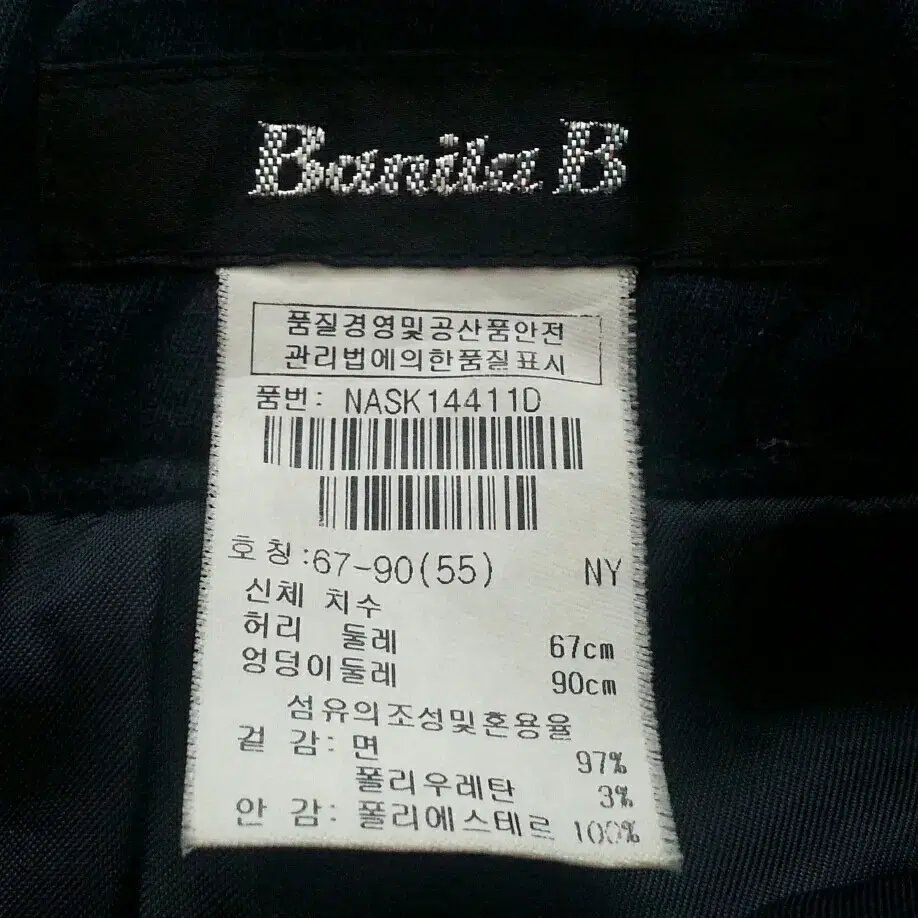 Banila B
품질경영및공산품안전
관리법에의한품질표시
품번: NASK14411D
호칭:67-90(55) NY
신체 치수
허리 둘레 67cm
엉덩이둘레 90cm
섬유의조성및혼용율
겉 감: 면 97%
폴리우레탄 3%
안 감: 폴리에스테르 100%